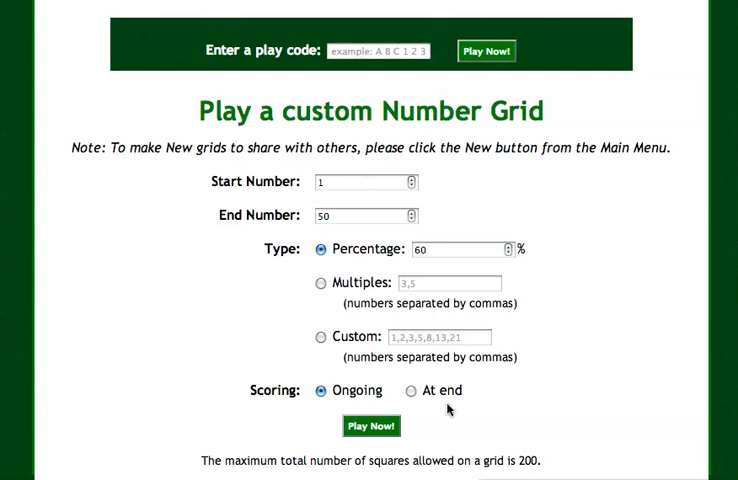 Enter a play code: example: A B C 1 2 3 Play Now!
Play a custom Number Grid
Note: To make New grids to share with others, please click the New button from the Main Menu.
Start Number: 1
End Number: 50
Type: Percentage: 60 %
Multiples: 3,5
(numbers separated by commas)
Custom: 1,2,3,5,8,13,21
(numbers separated by commas)
Scoring: Ongoing At end
Play Now!
The maximum total number of squares allowed on a grid is 200.